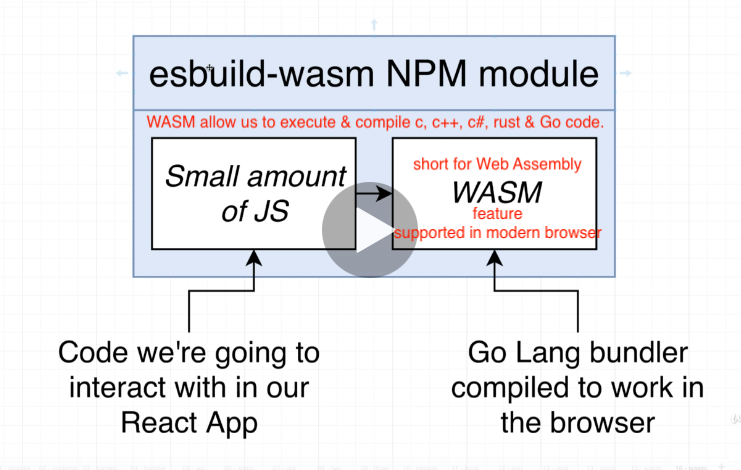 esbuild-wasm NPM module
WASM allow us to execute & compile c, c++, c#, rust & Go code.
Small amount
of JS
short for Web Assembly
WASM
feature
supported in modern browser
Code we're going to
interact with in our
React App
Go Lang bundler
compiled to work in
the browser